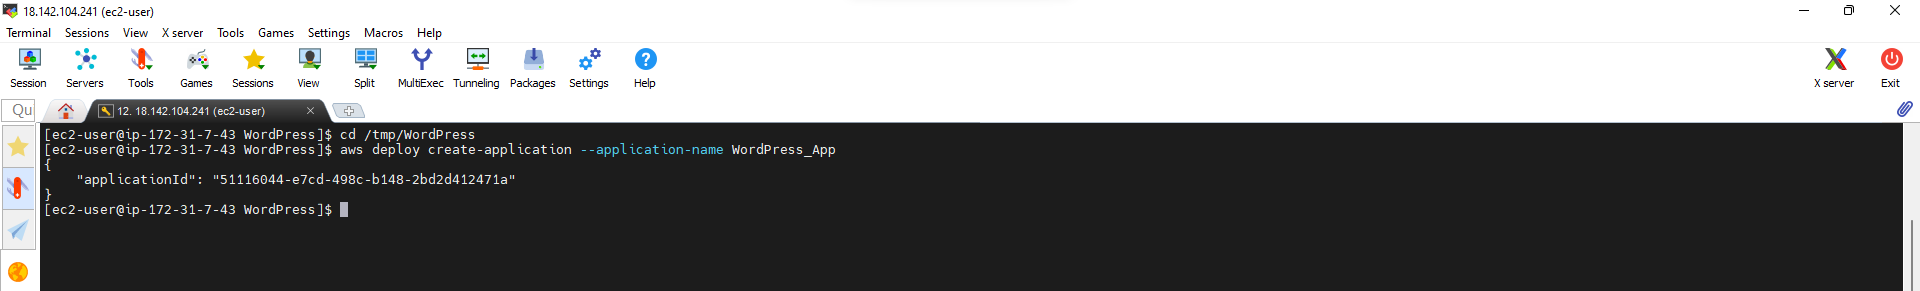 18.142.104.241 (ec2-user)
Terminal Sessions View X server Tools Games Settings Macros Help
Session Servers Tools Games Sessions View Split MultiExec Tunneling Packages Settings Help X server Exit
Qu 12. 18.142.104.241 (ec2-user)
[ec2-user@ip-172-31-7-43 WordPress]$ cd /tmp/WordPress
[ec2-user@ip-172-31-7-43 WordPress]$ aws deploy create-application --application-name WordPress_App
{
    "applicationId": "51116044-e7cd-498c-b148-2bd2d412471a"
}
[ec2-user@ip-172-31-7-43 WordPress]$